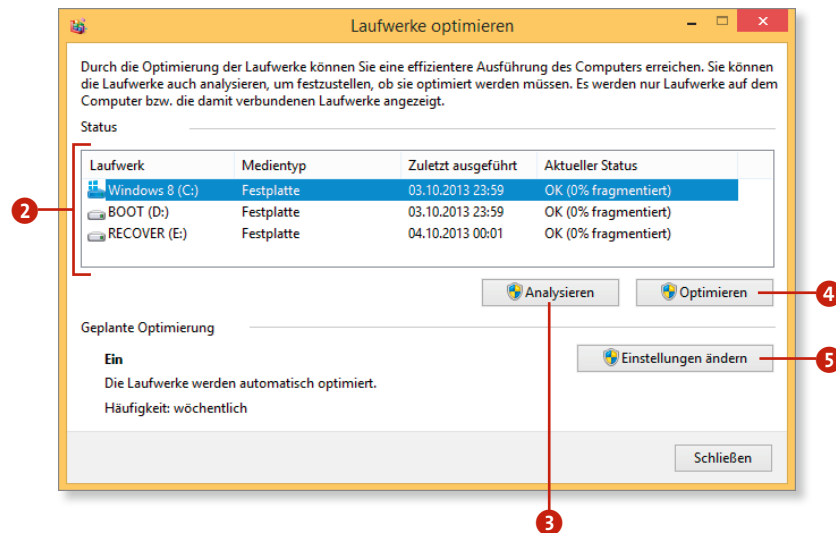 Laufwerke optimieren
Durch die Optimierung der Laufwerke können Sie eine effizientere Ausführung des Computers erreichen. Sie können
die Laufwerke auch analysieren, um festzustellen, ob sie optimiert werden müssen. Es werden nur Laufwerke auf dem
Computer bzw. die damit verbundenen Laufwerke angezeigt.
Status
Laufwerk Medientyp Zuletzt ausgeführt Aktueller Status
Windows 8 (C:) Festplatte 03.10.2013 23:59 OK (0% fragmentiert)
2 BOOT (D:) Festplatte 03.10.2013 23:59 OK (0% fragmentiert)
RECOVER (E:) Festplatte 04.10.2013 00:01 OK (0% fragmentiert)
Analysieren Optimieren 4
Geplante Optimierung
Ein Einstellungen ändern 5
Die Laufwerke werden automatisch optimiert.
Häufigkeit: wöchentlich
Schließen
3